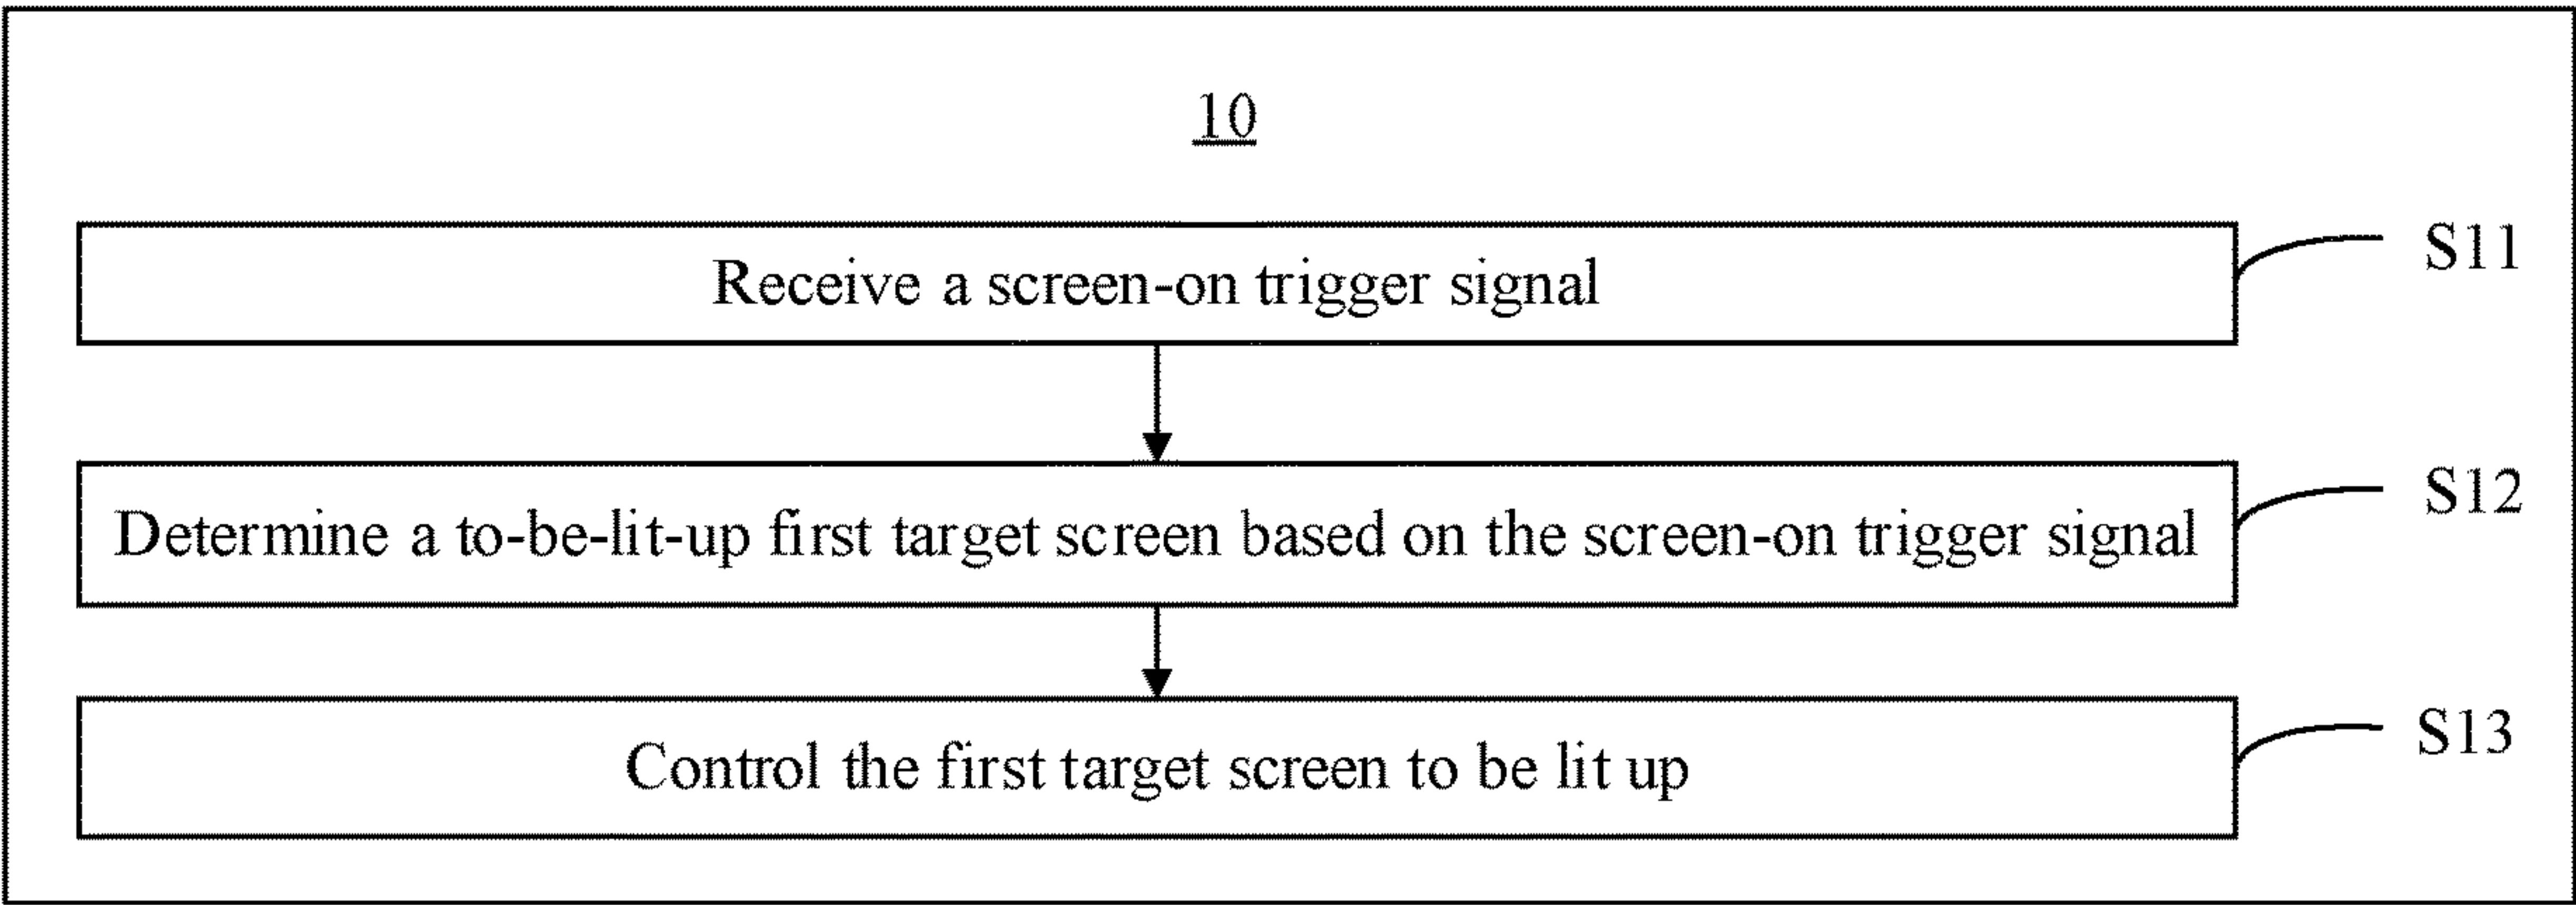 10
Receive a screen-on trigger signal
S11
Determine a to-be-lit-up first target screen based on the screen-on trigger signal
S12
Control the first target screen to be lit up
S13